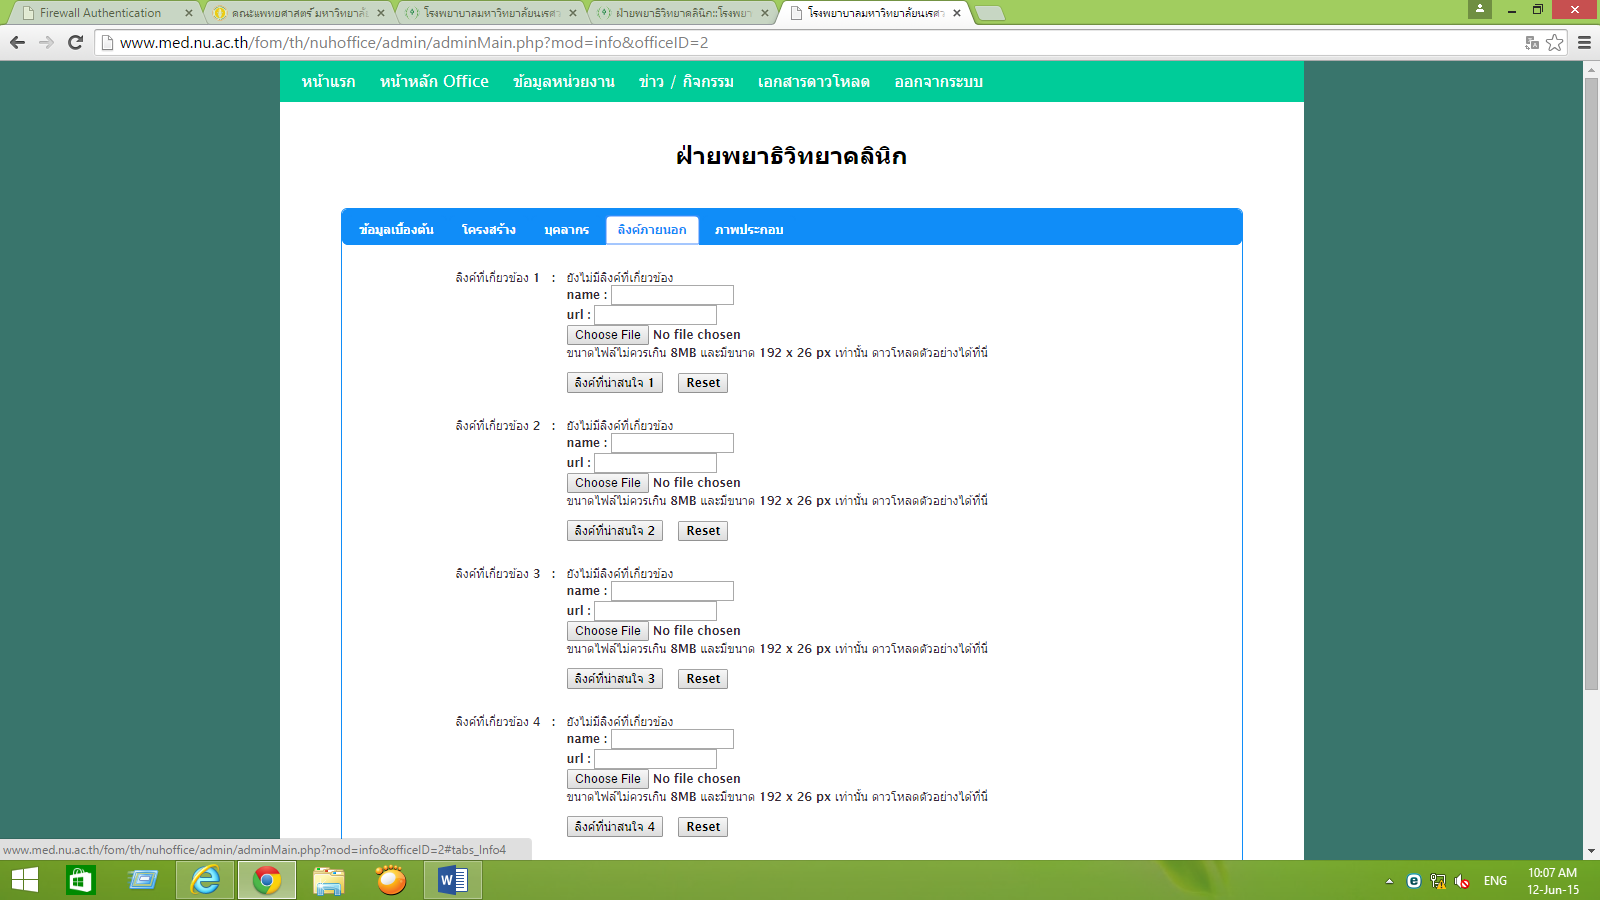 Firewall Authentication
คณะแพทยศาสตร์ มหาวิทยาลัย
โรงพยาบาลมหาวิทยาลัยนเรศว
ฝ่ายพยาธิวิทยาคลินิก::โรงพยา
โรงพยาบาลมหาวิทยาลัยนเรศว
www.med.nu.ac.th/fom/th/nuhoffice/admin/adminMain.php?mod=info&officeID=2
หน้าแรก หน้าหลัก Office ข้อมูลหน่วยงาน ข่าว / กิจกรรม เอกสารดาวโหลด ออกจากระบบ
ฝ่ายพยาธิวิทยาคลินิก
ข้อมูลเบื้องต้น โครงสร้าง บุคลากร ลิงค์ภายนอก ภาพประกอบ
ลิงค์ที่เกี่ยวข้อง 1 : ยังไม่มีลิงค์ที่เกี่ยวข้อง
name :
url :
Choose File No file chosen
ขนาดไฟล์ไม่ควรเกิน 8MB และมีขนาด 192 x 26 px เท่านั้น ดาวโหลดตัวอย่างได้ที่นี่
ลิงค์ที่น่าสนใจ 1 Reset
ลิงค์ที่เกี่ยวข้อง 2 : ยังไม่มีลิงค์ที่เกี่ยวข้อง
name :
url :
Choose File No file chosen
ขนาดไฟล์ไม่ควรเกิน 8MB และมีขนาด 192 x 26 px เท่านั้น ดาวโหลดตัวอย่างได้ที่นี่
ลิงค์ที่น่าสนใจ 2 Reset
ลิงค์ที่เกี่ยวข้อง 3 : ยังไม่มีลิงค์ที่เกี่ยวข้อง
name :
url :
Choose File No file chosen
ขนาดไฟล์ไม่ควรเกิน 8MB และมีขนาด 192 x 26 px เท่านั้น ดาวโหลดตัวอย่างได้ที่นี่
ลิงค์ที่น่าสนใจ 3 Reset
ลิงค์ที่เกี่ยวข้อง 4 : ยังไม่มีลิงค์ที่เกี่ยวข้อง
name :
url :
Choose File No file chosen
ขนาดไฟล์ไม่ควรเกิน 8MB และมีขนาด 192 x 26 px เท่านั้น ดาวโหลดตัวอย่างได้ที่นี่
ลิงค์ที่น่าสนใจ 4 Reset
www.med.nu.ac.th/fom/th/nuhoffice/admin/adminMain.php?mod=info&officeID=2#tabs_Info4
ENG
10:07 AM
12-Jun-15